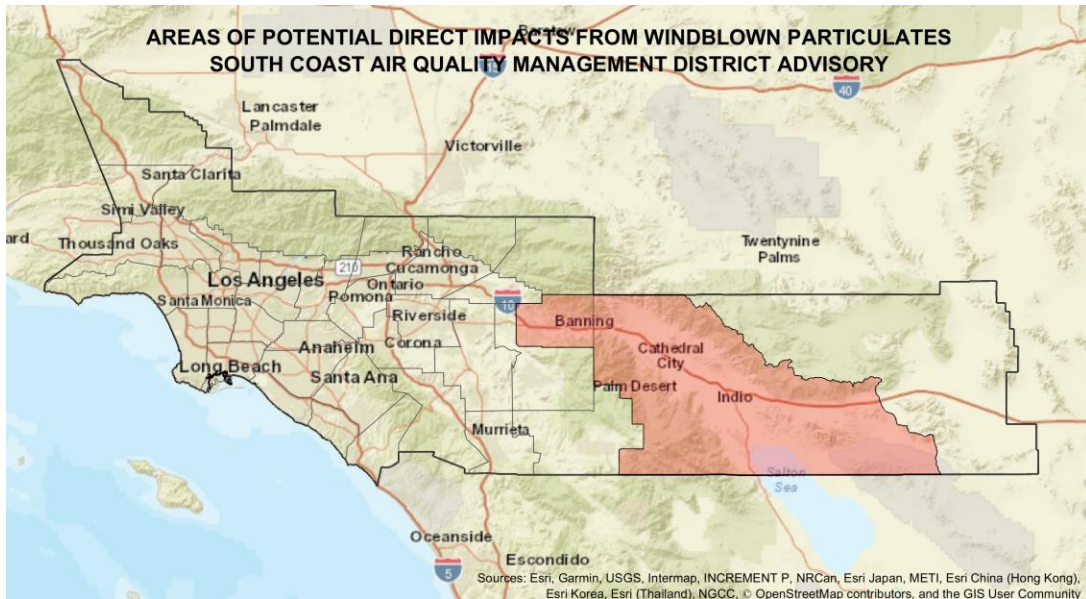 AREAS OF POTENTIAL DIRECT IMPACTS FROM WINDBLOWN PARTICULATES
SOUTH COAST AIR QUALITY MANAGEMENT DISTRICT ADVISORY
Barstow
15
40
Lancaster
Palmdale
Victorville
Santa Clarita
Simi Valley
ard
Thousand Oaks
Twentynine
Palms
Rancho
Cucamonga
210
Los Angeles
Ontario
Santa Monica
Pomona
10
Riverside
Banning
Anaheim
Corona
Cathedral
City
Long Beach
Santa Ana
Palm Desert
Indio
Murrieta
Salton
Sea
Oceanside
Escondido
5
Sources: Esri, Garmin, USGS, Intermap, INCREMENT P, NRCan, Esri Japan, METI, Esri China (Hong Kong),
Esri Korea, Esri (Thailand), NGCC, © OpenStreetMap contributors, and the GIS User Community